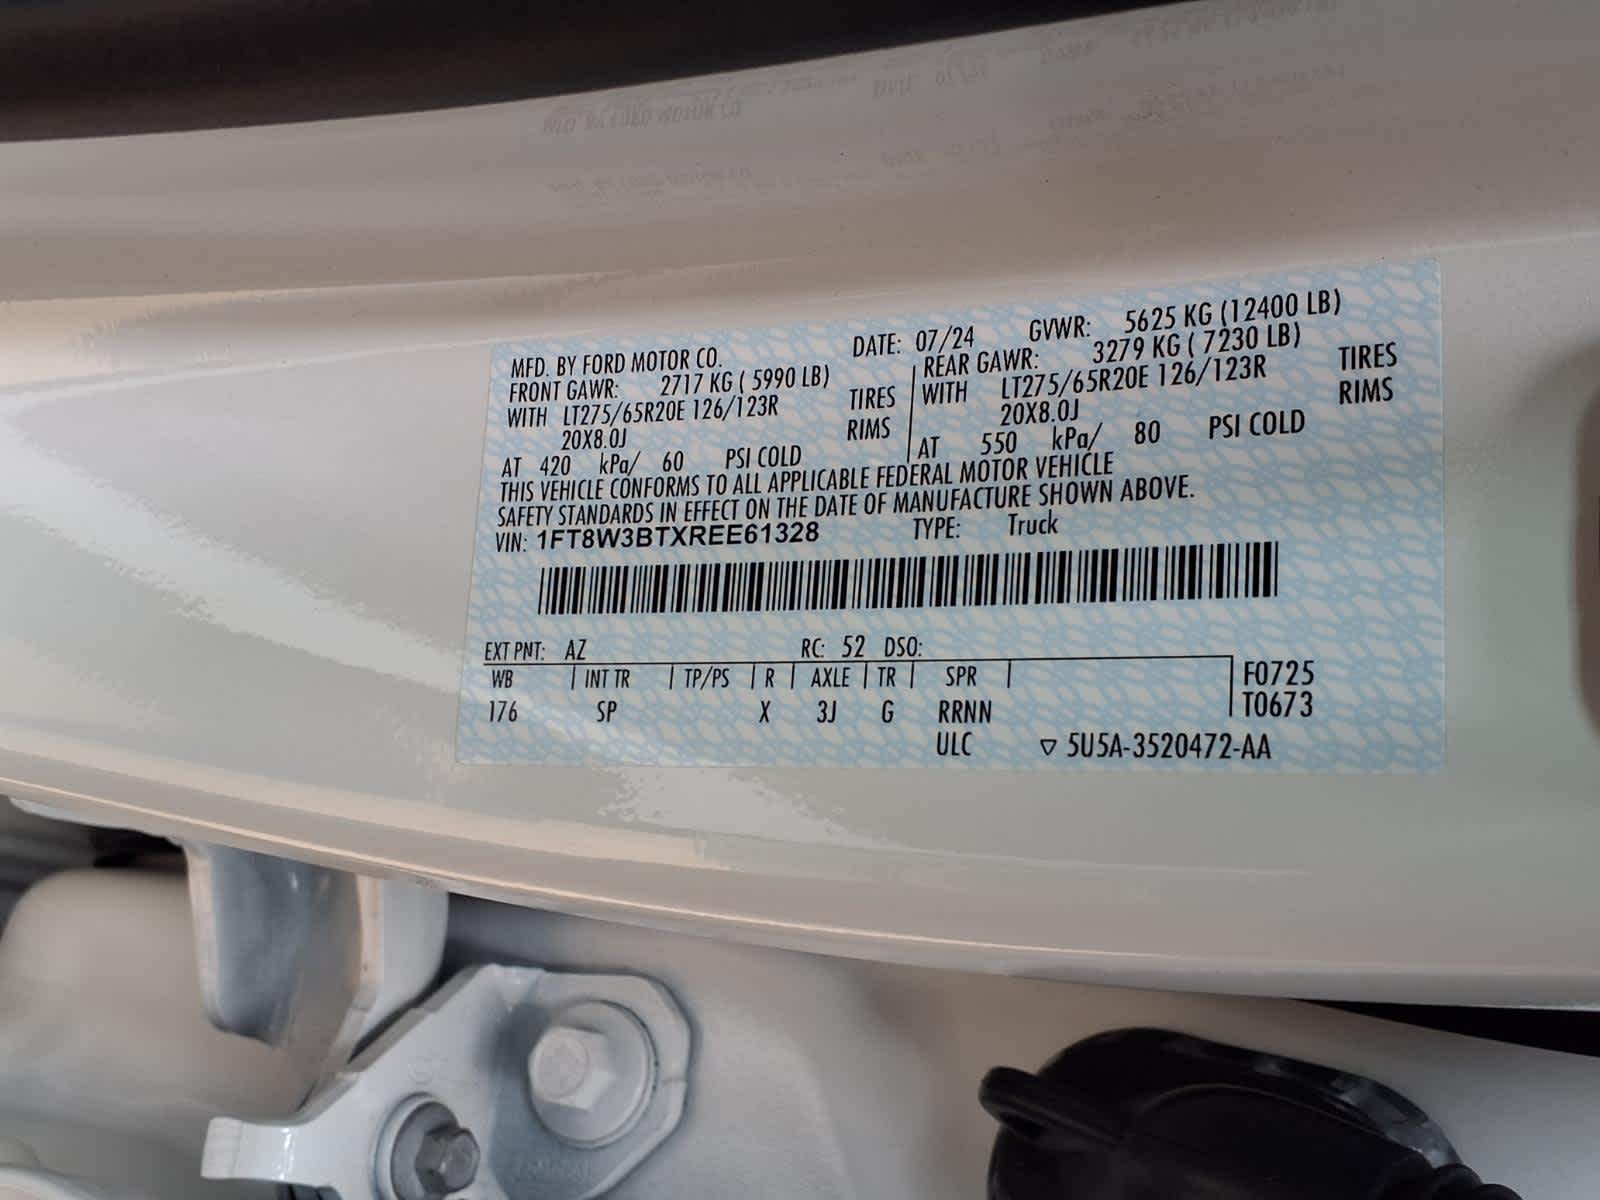 MFD. BY FORD MOTOR CO. DATE: 07/24 GVWR: 5625 KG (12400 LB)
FRONT GAWR: 2717 KG ( 5990 LB) REAR GAWR: 3279 KG ( 7230 LB)
WITH LT275/65R20E 126/123R TIRES WITH LT275/65R20E 126/123R TIRES
20X8.0J RIMS 20X8.0J RIMS
AT 420 kPa/ 60 PSI COLD AT 550 kPa/ 80 PSI COLD
THIS VEHICLE CONFORMS TO ALL APPLICABLE FEDERAL MOTOR VEHICLE
SAFETY STANDARDS IN EFFECT ON THE DATE OF MANUFACTURE SHOWN ABOVE.
VIN: 1FT8W3BTXREE61328 TYPE: Truck
EXT PNT: AZ RC: 52 DSO:
WB INT TR TP/PS R AXLE TR SPR F0725
176 SP X 3J G RRNN T0673
ULC ▽ 5U5A-3520472-AA